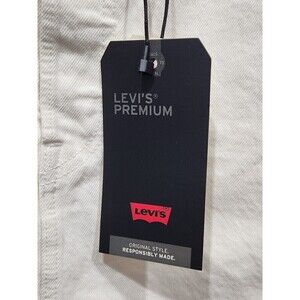 LEVI'S®
PREMIUM
Levi's
ORIGINAL STYLE.
RESPONSIBLY MADE.